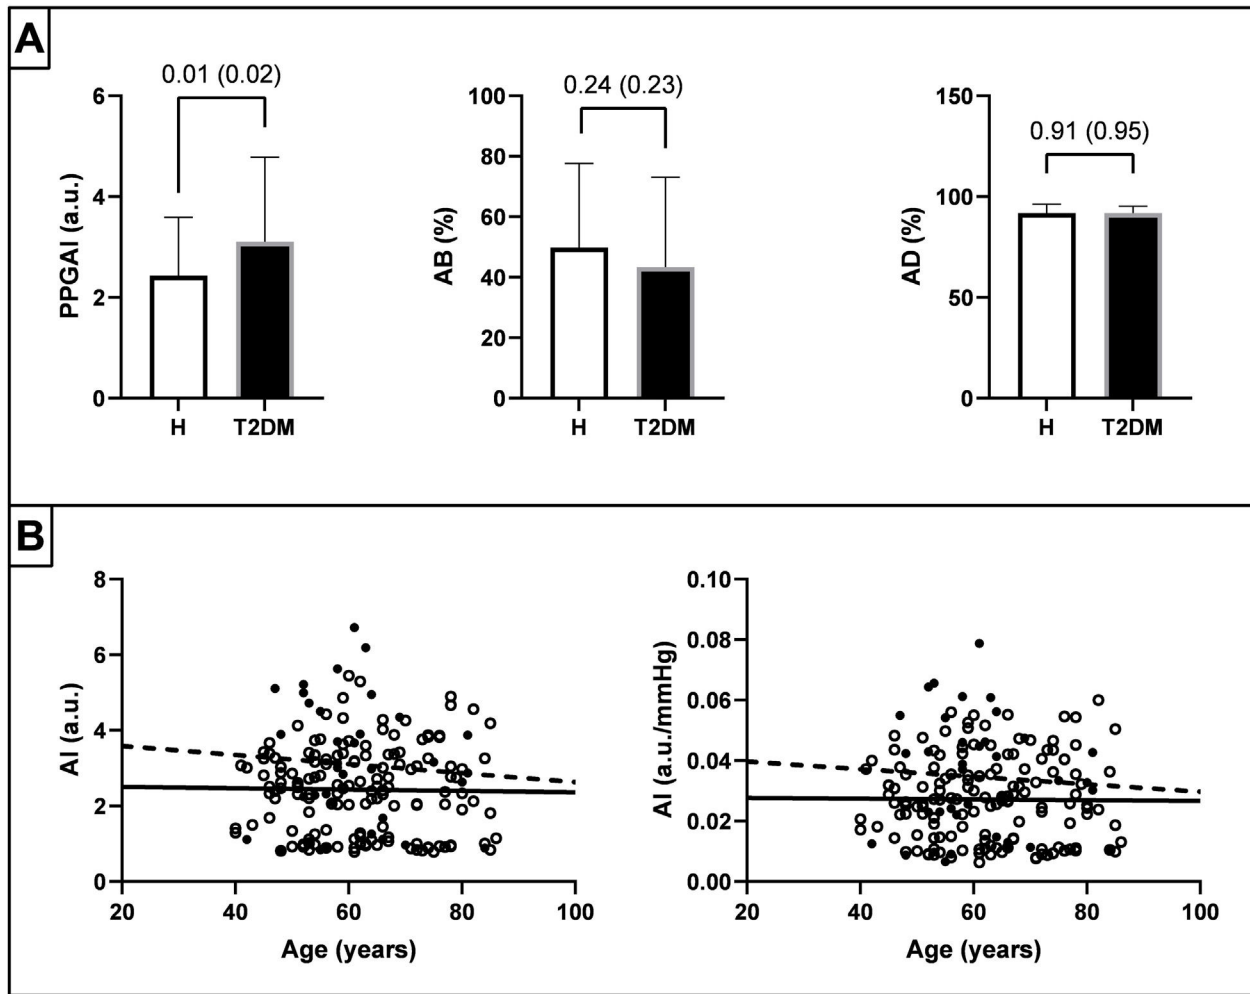 A
0.01 (0.02)
PPGAI (a.u.)
6
4
2
0
H T2DM
0.24 (0.23)
AB (%)
100
80
60
40
20
0
H T2DM
0.91 (0.95)
AD (%)
150
100
50
0
H T2DM
B
AI (a.u.)
8
6
4
2
0
20 40 60 80 100
Age (years)
AI (a.u./mmHg)
0.10
0.08
0.06
0.04
0.02
0.00
20 40 60 80 100
Age (years)